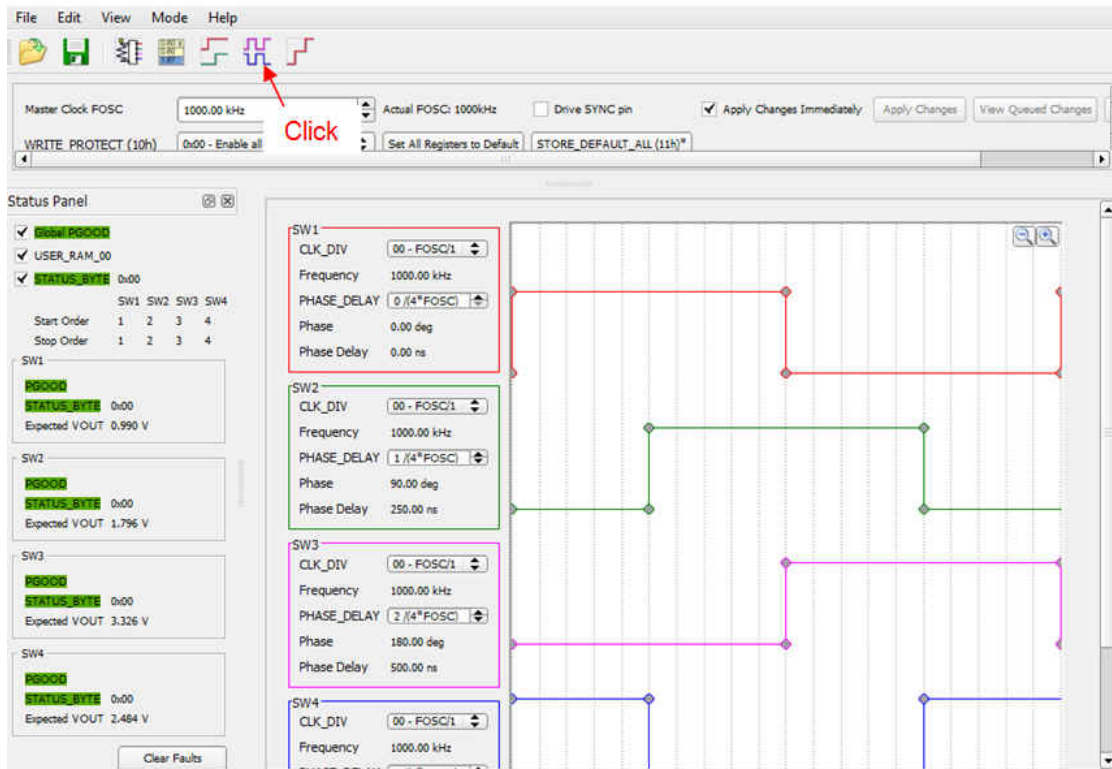 File Edit View Mode Help
Click
Master Clock FOSC 1000.00 kHz Actual FOSC: 1000kHz Drive SYNC pin Apply Changes Immediately Apply Changes View Queued Changes
WRITE PROTECT (10h) 0x00 - Enable all Set All Registers to Default STORE_DEFAULT_ALL (11h)*
Status Panel
Global PGOOD
USER_RAM_00
STATUS_BYTE 0x00
SW1 SW2 SW3 SW4
Start Order 1 2 3 4
Stop Order 1 2 3 4
SW1
PGOOD
STATUS_BYTE 0x00
Expected VOUT 0.990 V
SW2
PGOOD
STATUS_BYTE 0x00
Expected VOUT 1.796 V
SW3
PGOOD
STATUS_BYTE 0x00
Expected VOUT 3.326 V
SW4
PGOOD
STATUS_BYTE 0x00
Expected VOUT 2.484 V
Clear Faults
SW1
CLK_DIV 00 - FOSC/1
Frequency 1000.00 kHz
PHASE_DELAY 0 /(4*FOSC)
Phase 0.00 deg
Phase Delay 0.00 ns
SW2
CLK_DIV 00 - FOSC/1
Frequency 1000.00 kHz
PHASE_DELAY 1 /(4*FOSC)
Phase 90.00 deg
Phase Delay 250.00 ns
SW3
CLK_DIV 00 - FOSC/1
Frequency 1000.00 kHz
PHASE_DELAY 2 /(4*FOSC)
Phase 180.00 deg
Phase Delay 500.00 ns
SW4
CLK_DIV 00 - FOSC/1
Frequency 1000.00 kHz